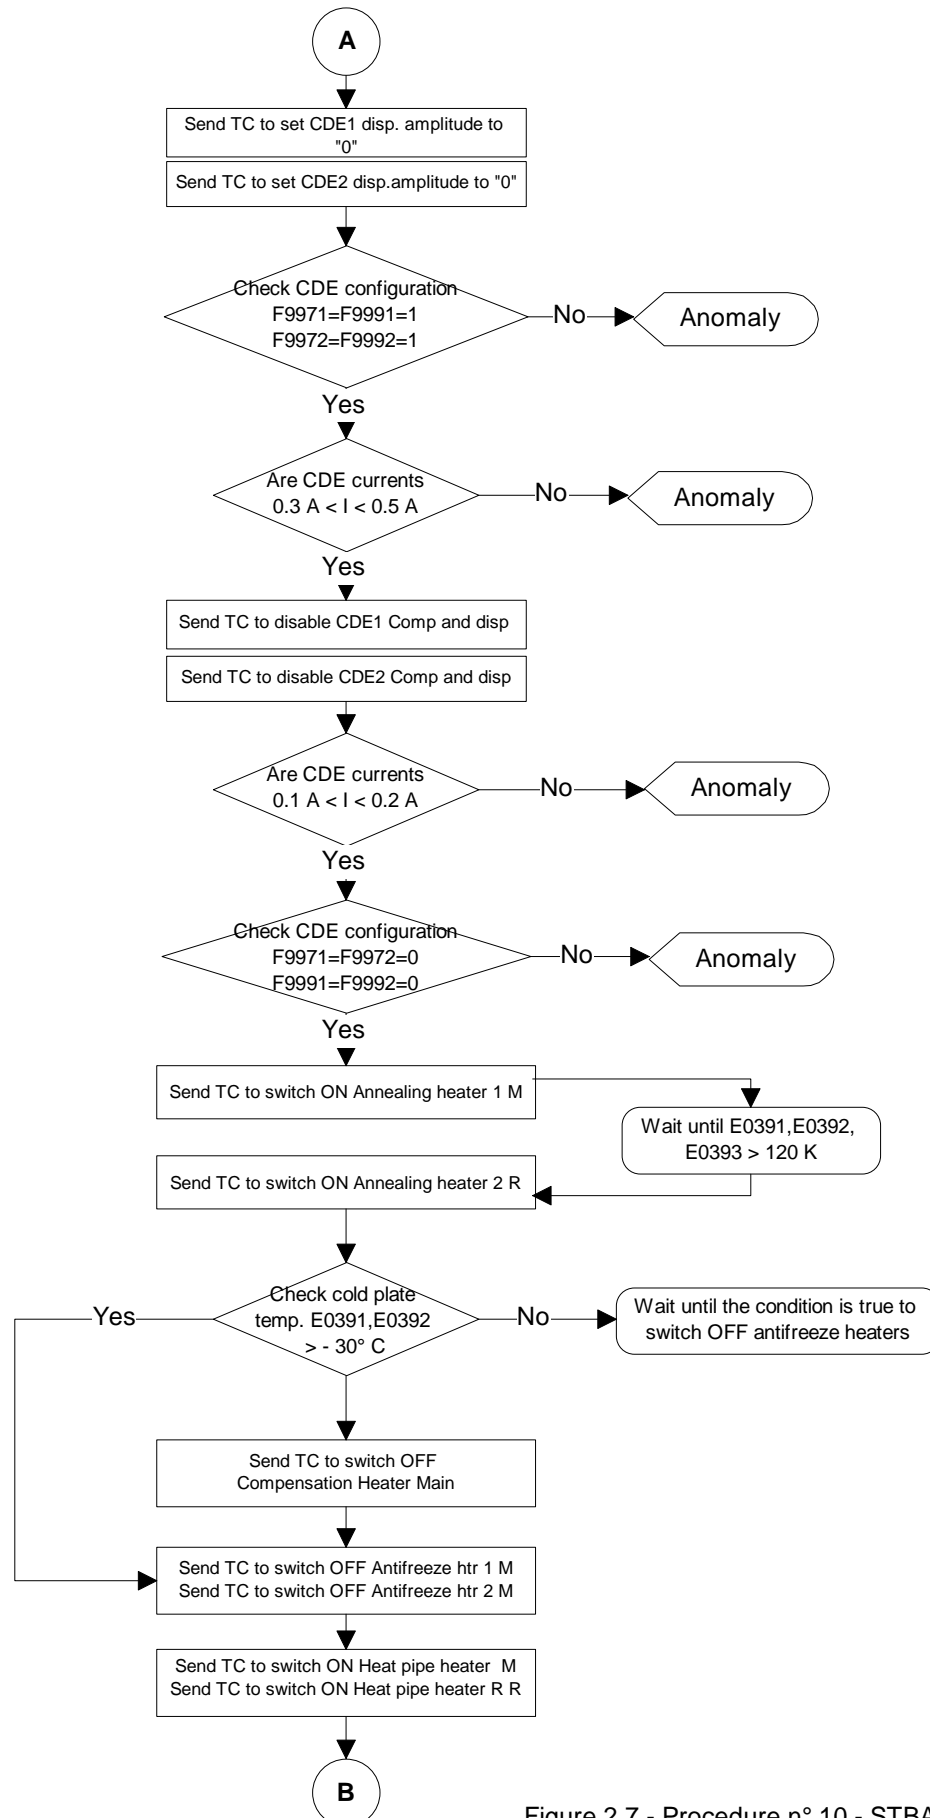 A
Send TC to set CDE1 disp. amplitude to
"0"
Send TC to set CDE2 disp.amplitude to "0"
Check CDE configuration
F9971=F9991=1
F9972=F9992=1
No
Anomaly
Yes
Are CDE currents
0.3 A < I < 0.5 A
No
Anomaly
Yes
Send TC to disable CDE1 Comp and disp
Send TC to disable CDE2 Comp and disp
Are CDE currents
0.1 A < I < 0.2 A
No
Anomaly
Yes
Check CDE configuration
F9971=F9972=0
F9991=F9992=0
No
Anomaly
Yes
Send TC to switch ON Annealing heater 1 M
Wait until E0391,E0392,
E0393 > 120 K
Send TC to switch ON Annealing heater 2 R
Check cold plate
temp. E0391,E0392
> - 30° C
Yes
No
Wait until the condition is true to
switch OFF antifreeze heaters
Send TC to switch OFF
Compensation Heater Main
Send TC to switch OFF Antifreeze htr 1 M
Send TC to switch OFF Antifreeze htr 2 M
Send TC to switch ON Heat pipe heater M
Send TC to switch ON Heat pipe heater R R
B
Figure 2.7 - Procedure n° 10 - STBA